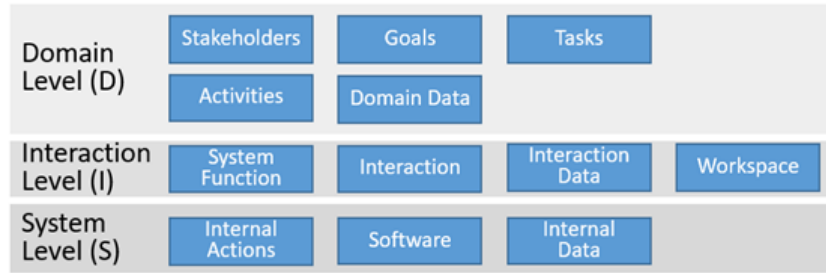 Domain
Level (D)
Stakeholders
Goals
Tasks
Activities
Domain Data
Interaction
Level (I)
System
Function
Interaction
Interaction
Data
Workspace
System
Level (S)
Internal
Actions
Software
Internal
Data